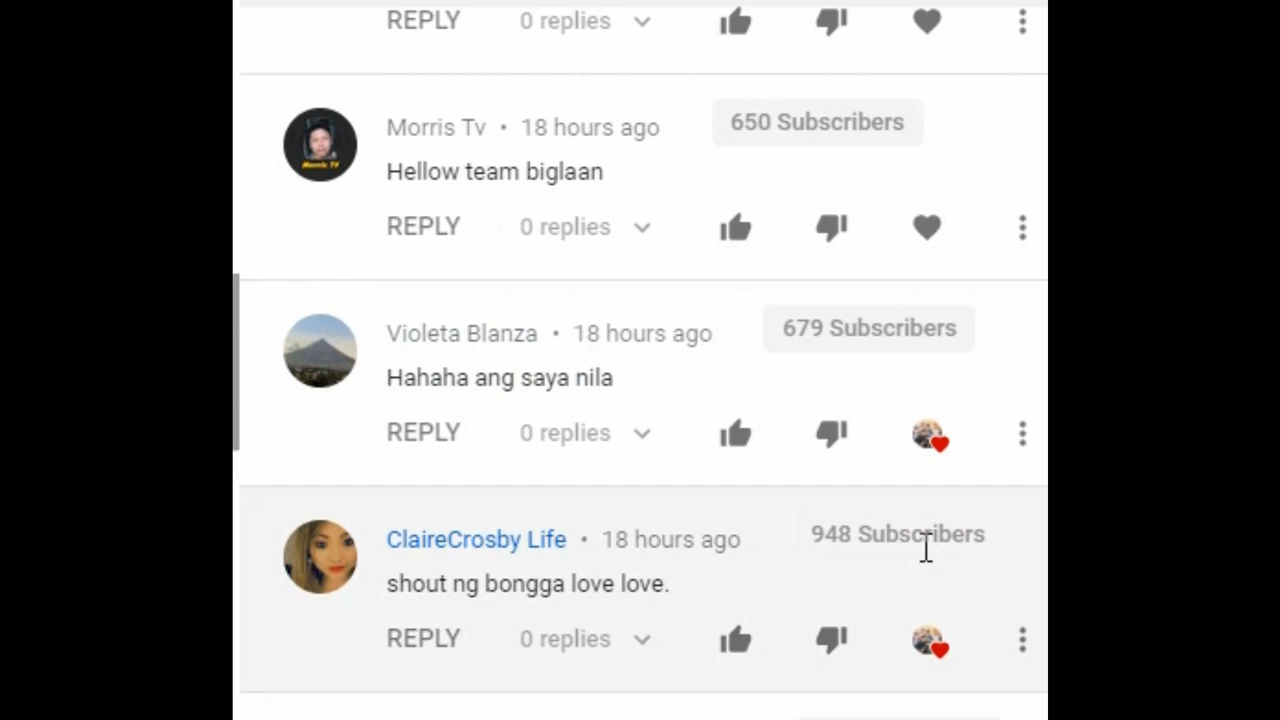 REPLY 0 replies
Morris Tv • 18 hours ago 650 Subscribers
Morris TV
Hellow team biglaan
REPLY 0 replies
Violeta Blanza • 18 hours ago 679 Subscribers
Hahaha ang saya nila
REPLY 0 replies
ClaireCrosby Life • 18 hours ago 948 Subscribers
shout ng bongga love love.
REPLY 0 replies